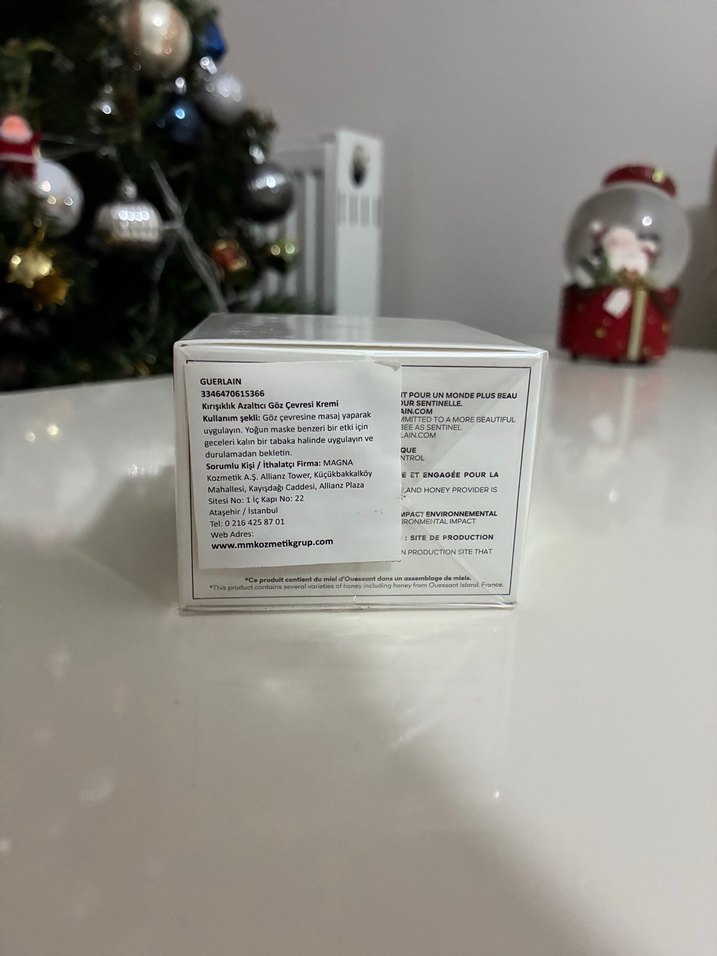 GUERLAIN
3346470615366
Kırışıklık Azaltıcı Göz Çevresi Kremi
Kullanım şekli: Göz çevresine masaj yaparak
uygulayın. Yoğun maske benzeri bir etki için
geceleri kalın bir tabaka halinde uygulayın ve
durulamadan bekletin.
Sorumlu Kişi / İthalatçı Firma: MAGNA
Kozmetik A.Ş. Allianz Tower, Küçükbakkalköy
Mahallesi, Kayışdağı Caddesi, Allianz Plaza
Sitesi No: 1 İç Kapı No: 22
Ataşehir / İstanbul
Tel: 0 216 425 87 01
Web Adres:
www.mmkozmetikgrup.com
T POUR UN MONDE PLUS BEAU
OUR SENTINELLE.
LAIN.COM
MMITTED TO A MORE BEAUTIFUL
BEE AS SENTINEL
LAIN.COM
QUE
NTROL
E ET ENGAGÉE POUR LA
LAND HONEY PROVIDER IS
MPACT ENVIRONNEMENTAL
IRONMENTAL IMPACT
: SITE DE PRODUCTION
N PRODUCTION SITE THAT
*Ce produit contient du miel d'Ouessant dans un assemblage de miels.
*This product contains several varieties of honey including honey from Ouessant Island, France.